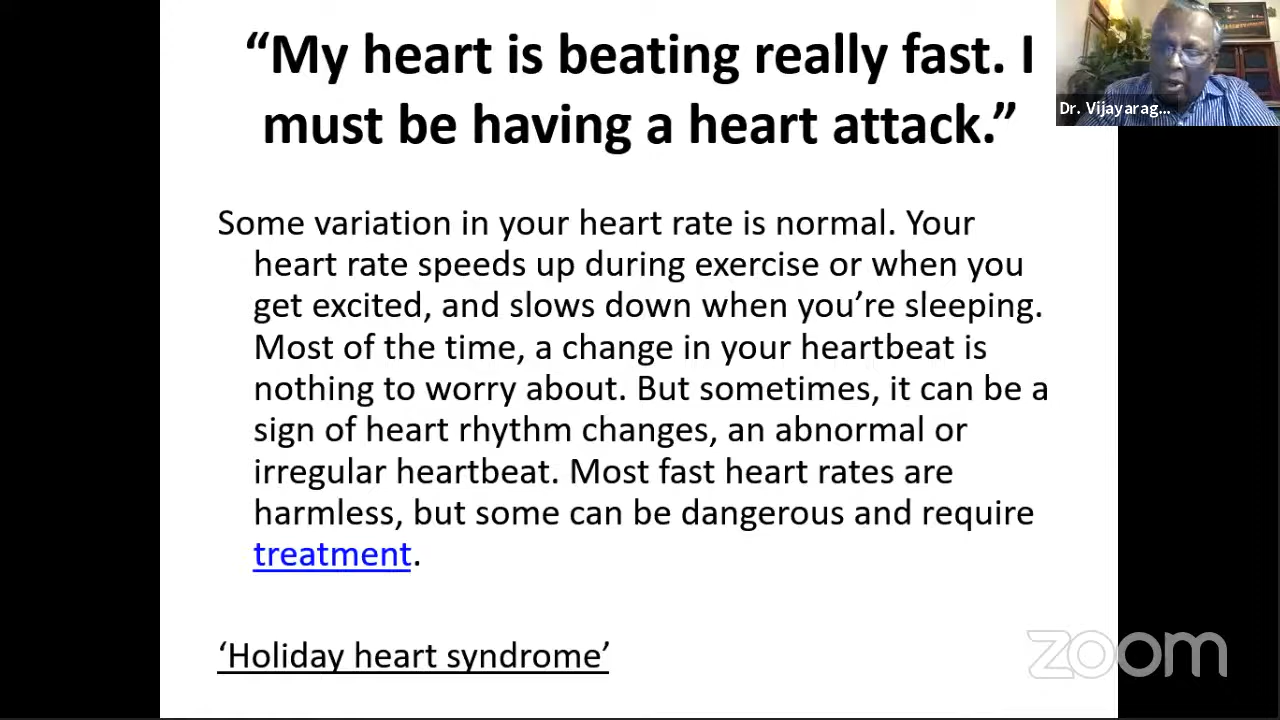 “My heart is beating really fast. I
must be having a heart attack.”
Dr. Vijayarag...
Some variation in your heart rate is normal. Your
heart rate speeds up during exercise or when you
get excited, and slows down when you’re sleeping.
Most of the time, a change in your heartbeat is
nothing to worry about. But sometimes, it can be a
sign of heart rhythm changes, an abnormal or
irregular heartbeat. Most fast heart rates are
harmless, but some can be dangerous and require
treatment.
‘Holiday heart syndrome’
zoom